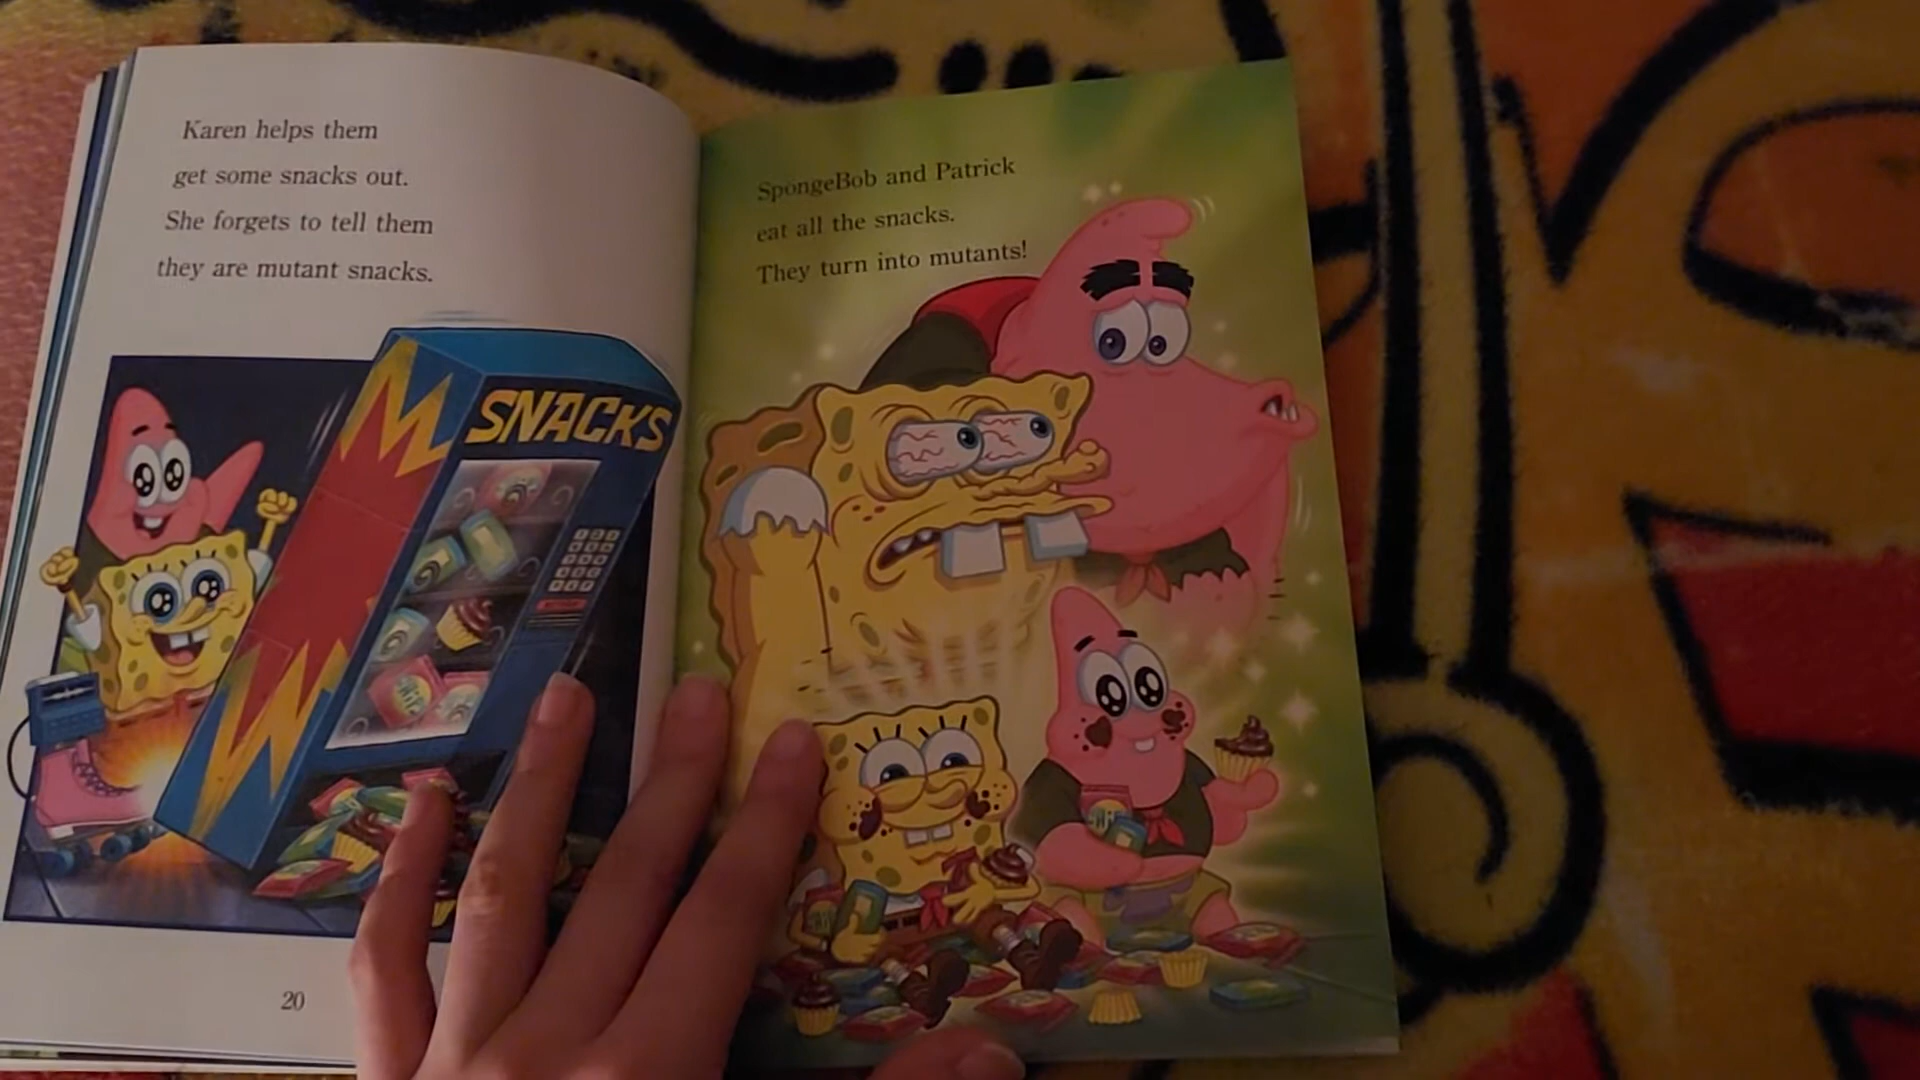 Karen helps them
get some snacks out.
She forgets to tell them
they are mutant snacks.
SNACKS
20
SpongeBob and Patrick
eat all the snacks.
They turn into mutants!